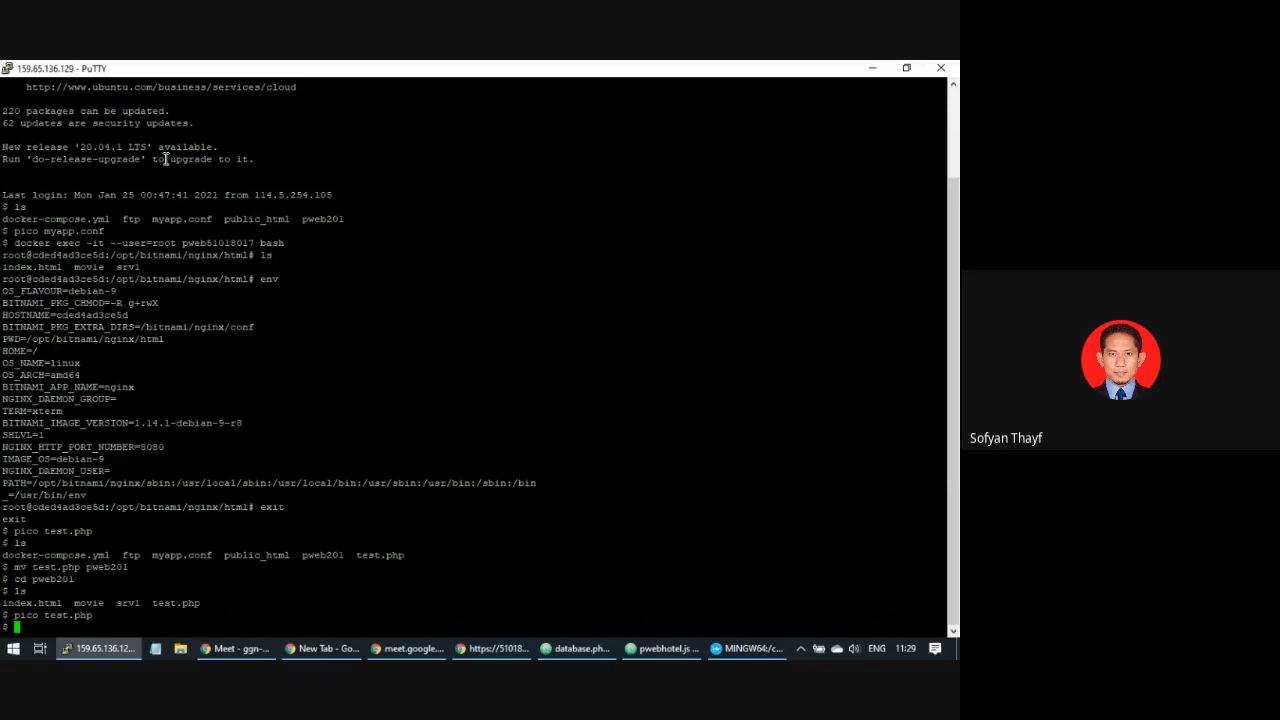 159.65.136.129 - PuTTY
http://www.ubuntu.com/business/services/cloud
220 packages can be updated.
62 updates are security updates.
New release '20.04.1 LTS' available.
Run 'do-release-upgrade' to upgrade to it.
Last login: Mon Jan 25 00:47:41 2021 from 114.5.254.105
$ ls
docker-compose.yml  ftp  myapp.conf  public_html  pweb201
$ pico myapp.conf
$ docker exec -it --user=root pweb51018017 bash
root@cded4ad3ce5d:/opt/bitnami/nginx/html# ls
index.html  movie  srv1
root@cded4ad3ce5d:/opt/bitnami/nginx/html# env
OS_FLAVOUR=debian-9
BITNAMI_PKG_CHMOD=-R g+rwX
HOSTNAME=cded4ad3ce5d
BITNAMI_PKG_EXTRA_DIRS=/bitnami/nginx/conf
PWD=/opt/bitnami/nginx/html
HOME=/
OS_NAME=linux
OS_ARCH=amd64
BITNAMI_APP_NAME=nginx
NGINX_DAEMON_GROUP=
TERM=xterm
BITNAMI_IMAGE_VERSION=1.14.1-debian-9-r8
SHLVL=1
NGINX_HTTP_PORT_NUMBER=8080
IMAGE_OS=debian-9
NGINX_DAEMON_USER=
PATH=/opt/bitnami/nginx/sbin:/usr/local/sbin:/usr/local/bin:/usr/sbin:/usr/bin:/sbin:/bin
_=/usr/bin/env
root@cded4ad3ce5d:/opt/bitnami/nginx/html# exit
exit
$ pico test.php
$ ls
docker-compose.yml  ftp  myapp.conf  public_html  pweb201  test.php
$ mv test.php pweb201
$ cd pweb201
$ ls
index.html  movie  srv1  test.php
$ pico test.php
$
Sofyan Thayf
159.65.136.12...
Meet - ggn-...
New Tab - Go...
meet.google....
https://51018...
database.ph...
pwebhotel.js ...
MINGW64:/c...
ENG
11:29